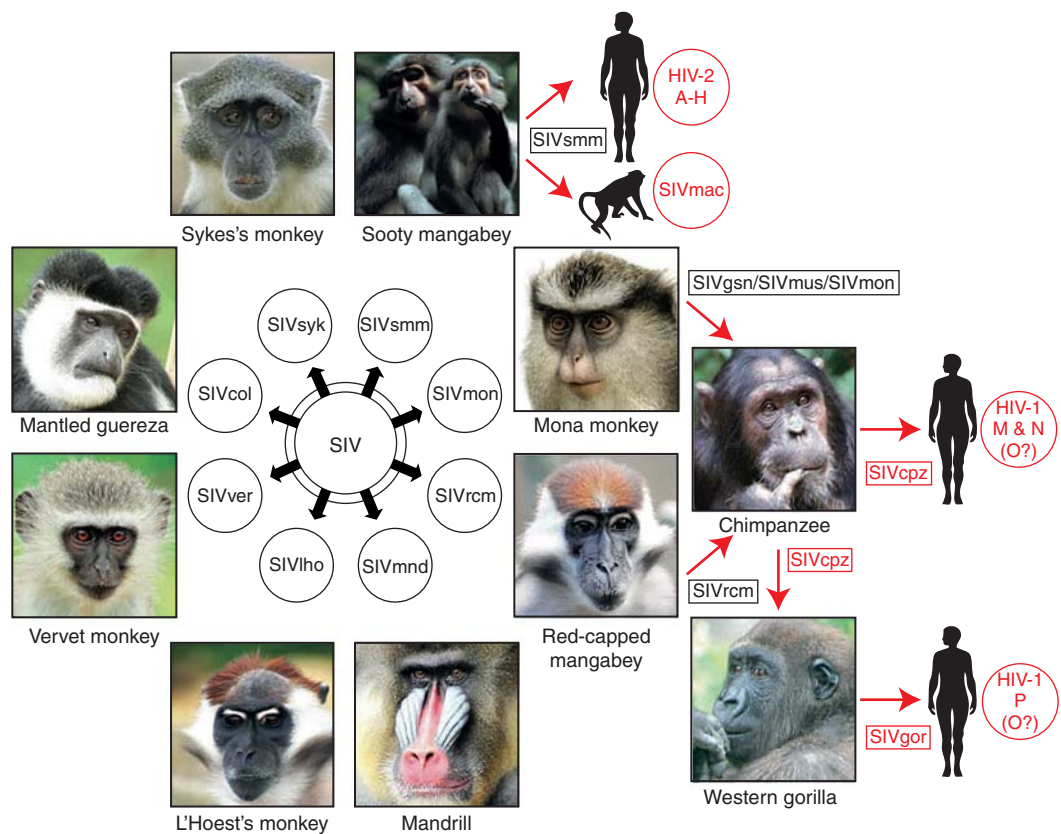 HIV-2
A-H
SIVsmm
SIVmac
Sykes's monkey
Sooty mangabey
SIVgsn/SIVmus/SIVmon
SIVsyk
SIVsmm
SIVcol
SIVmon
SIV
SIVver
SIVrcm
SIVlho
SIVmnd
Mantled guereza
Mona monkey
HIV-1
M & N
(O?)
SIVcpz
Chimpanzee
SIVcpz
SIVrcm
Vervet monkey
Red-capped
mangabey
HIV-1
P
(O?)
SIVgor
L'Hoest's monkey
Mandrill
Western gorilla